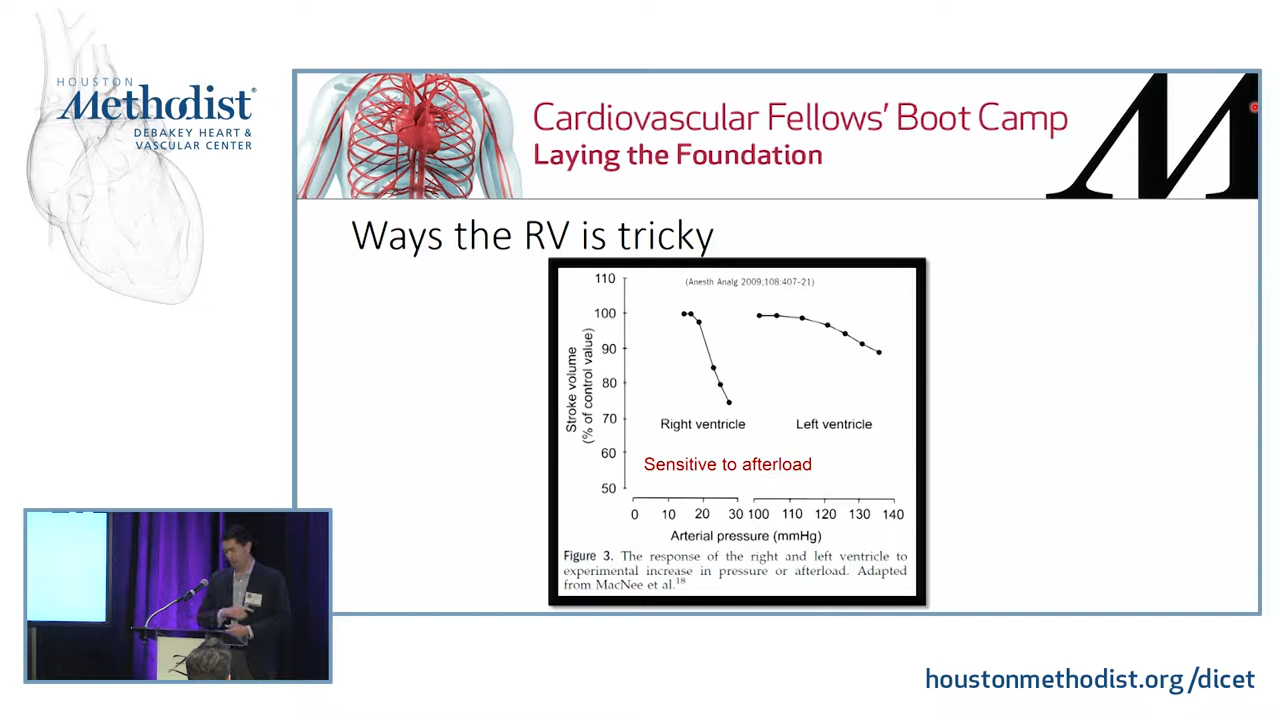 HOUSTON
Methodist®
DEBAKEY HEART &
VASCULAR CENTER
Cardiovascular Fellows' Boot Camp
Laying the Foundation
M
Ways the RV is tricky
(Anesth Analg 2009;108:407–21)
110
100
90
80
70
60
50
Stroke volume
(% of control value)
Right ventricle
Left ventricle
Sensitive to afterload
0 10 20 30 100 110 120 130 140
Arterial pressure (mmHg)
Figure 3. The response of the right and left ventricle to
experimental increase in pressure or afterload. Adapted
from MacNee et al.18
houstonmethodist.org/dicet